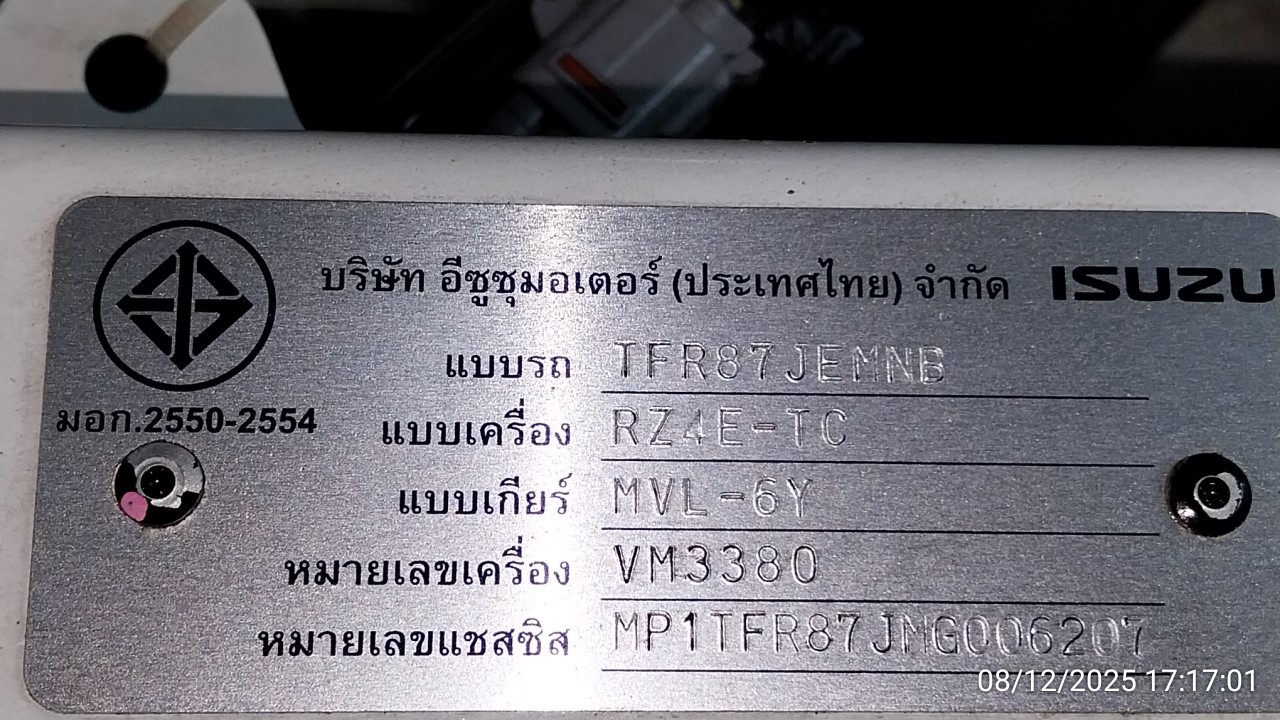 บริษัท อีซูซุมอเตอร์ (ประเทศไทย) จำกัด ISUZU
แบบรถ TFR87JEMNB
มอก.2550-2554
แบบเครื่อง RZ4E-TC
แบบเกียร์ MVL-6Y
หมายเลขเครื่อง VM3380
หมายเลขแชสซิส MP1TFR87JMG006207
08/12/2025 17:17:01